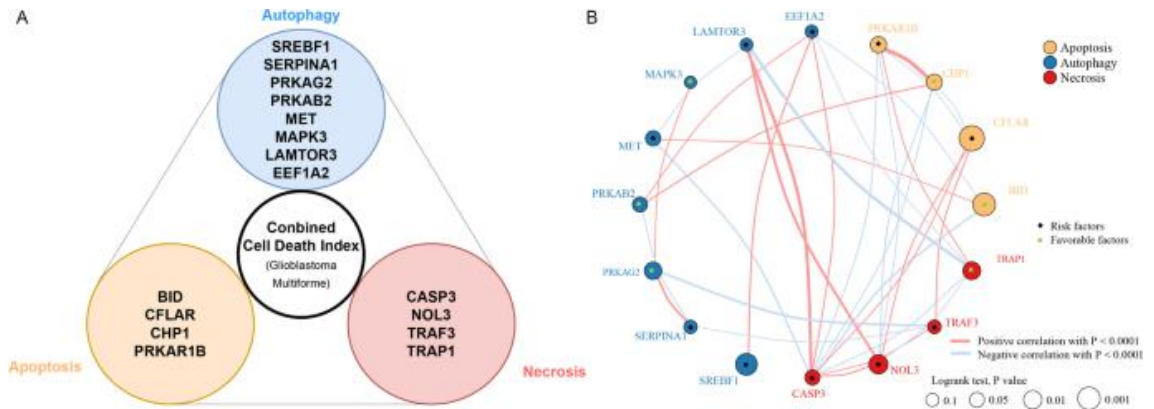 A
Autophagy
SREBF1
SERPINA1
PRKAG2
PRKAB2
MET
MAPK3
LAMTOR3
EEF1A2
Conbined
Cell Death Index
(Glioblastoma
Multiforme)
BID
CFLAR
CHP1
PRKAR1B
Apoptosis
CASP3
NOL3
TRAF3
TRAP1
Necrosis
B
EEF1A2
LAMTOR3
PRKAR1B
MAPK3
CHP1
MET
CFLAR
PRKAB2
BID
PRKAG2
TRAP1
SERPINA1
TRAF3
SREBF1
CASP3
NOL3
Apoptosis
Autophagy
Necrosis
Risk factors
Favorable factors
Positive correlation with P < 0.0001
Negative correlation with P < 0.0001
Logrank test, P value
0.1 0.05 0.01 0.001